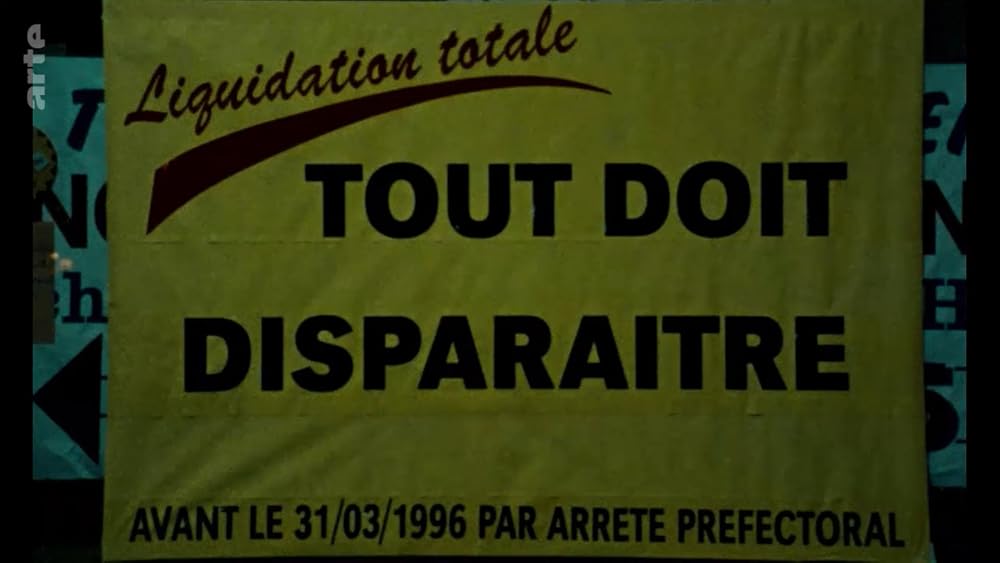 arte
Liquidation totale
TOUT DOIT
DISPARAITRE
AVANT LE 31/03/1996 PAR ARRETE PREFECTORAL